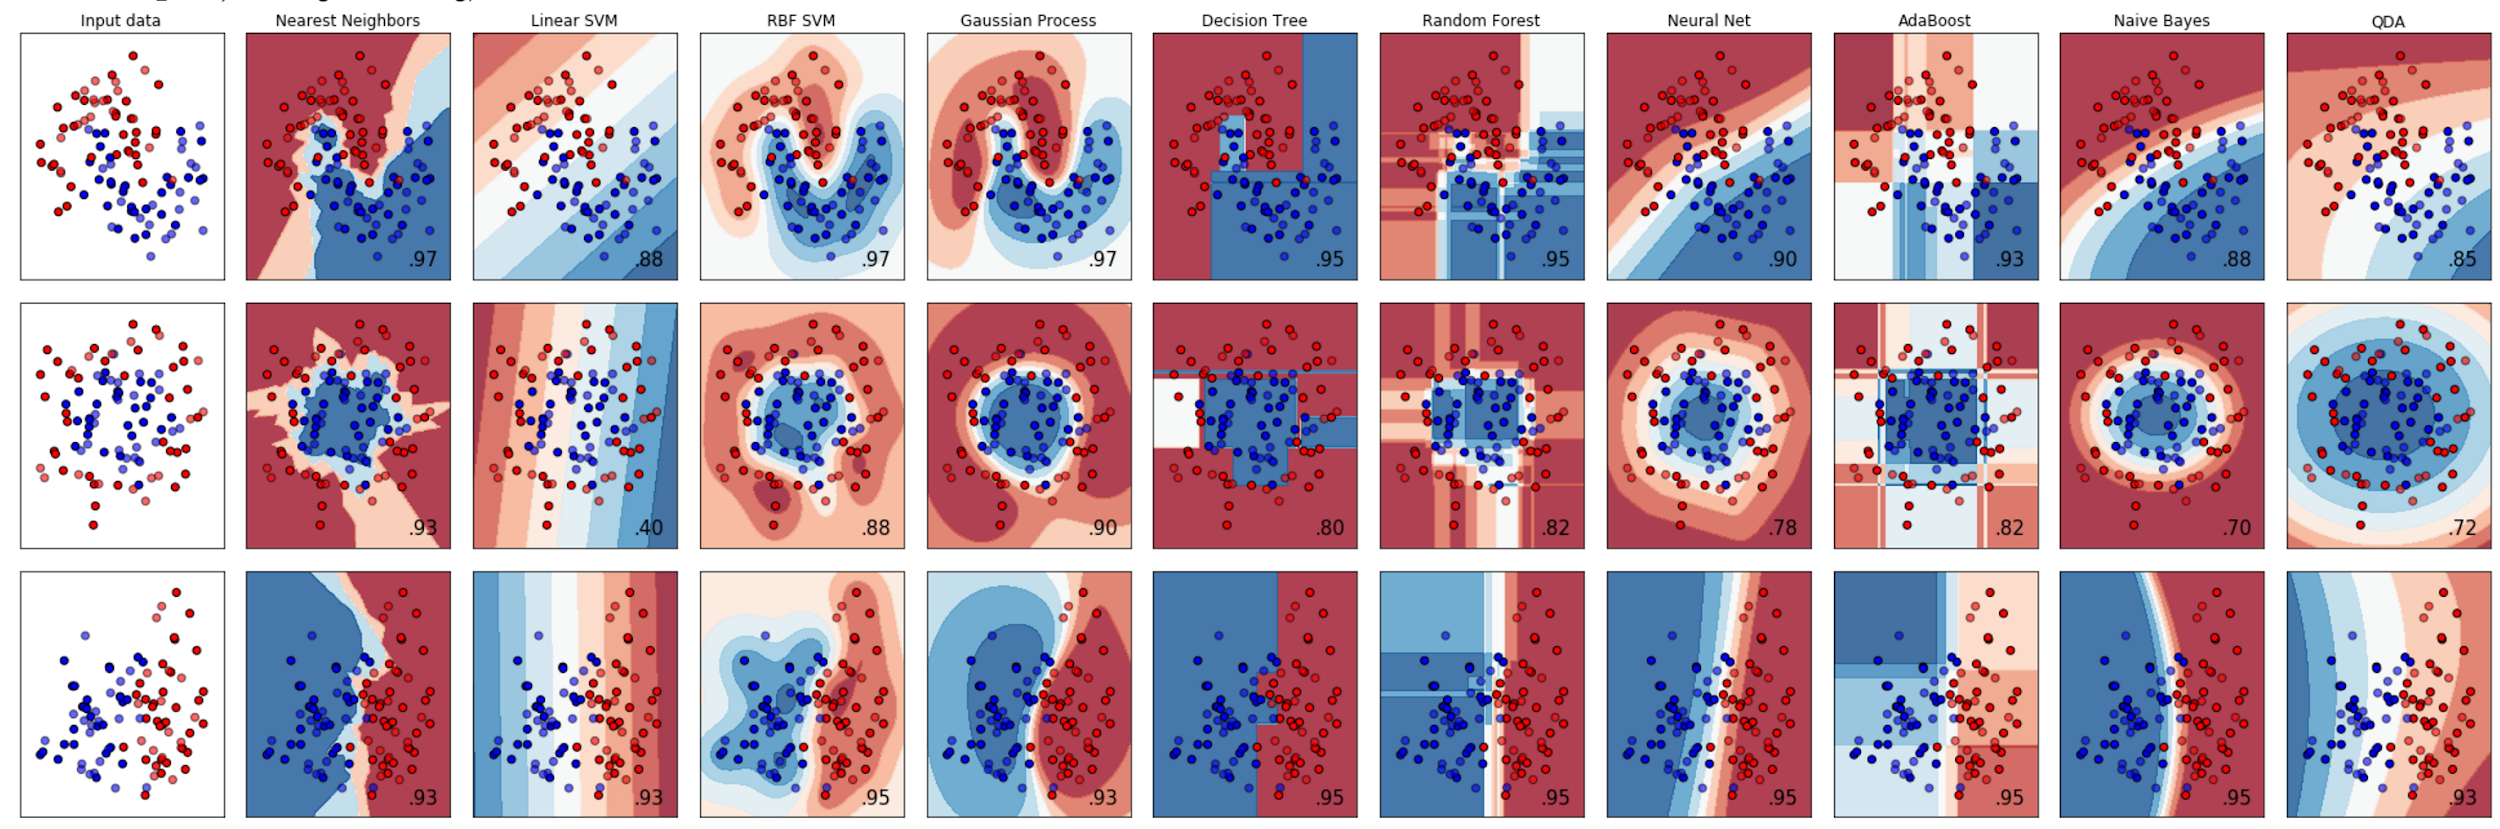 Input data
Nearest Neighbors
Linear SVM
RBF SVM
Gaussian Process
Decision Tree
Random Forest
Neural Net
AdaBoost
Naive Bayes
QDA
.97
.88
.97
.97
.95
.95
.90
.93
.88
.85
.93
.40
.88
.90
.80
.82
.78
.82
.70
.72
.93
.93
.95
.93
.95
.95
.95
.95
.95
.93